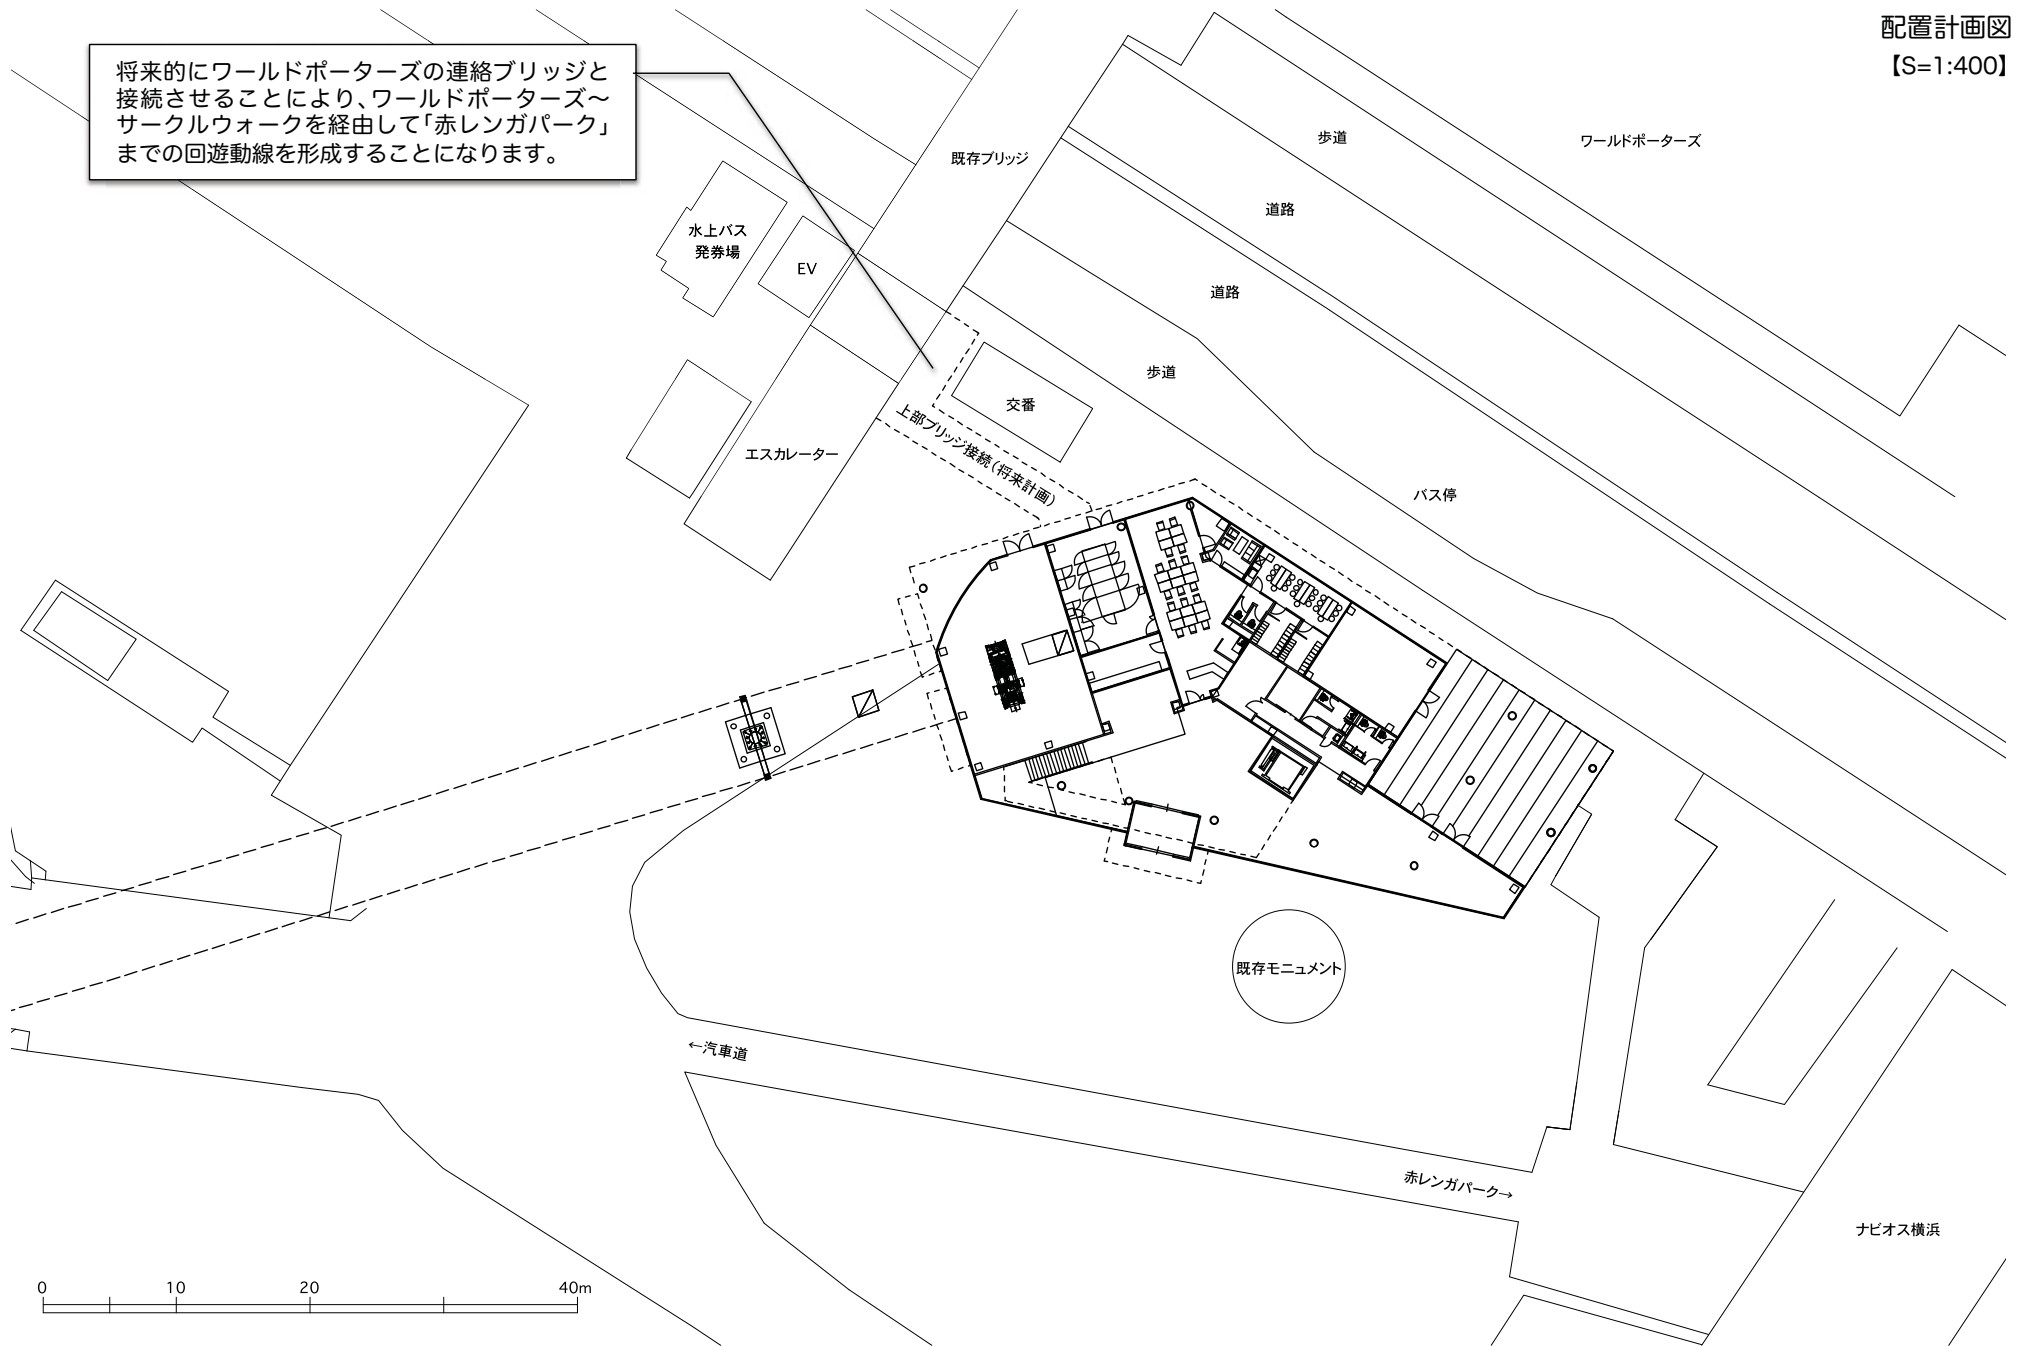 配置計画図
【S=1:400】
将来的にワールドポーターズの連絡ブリッジと
接続させることにより、ワールドポーターズ〜
サークルウォークを経由して「赤レンガパーク」
までの回遊動線を形成することになります。
歩道
ワールドポーターズ
既存ブリッジ
道路
水上バス
発券場
EV
道路
歩道
交番
上部ブリッジ接続（将来計画）
エスカレーター
バス停
既存モニュメント
←汽車道
赤レンガパーク→
ナビオス横浜
0 10 20 40m